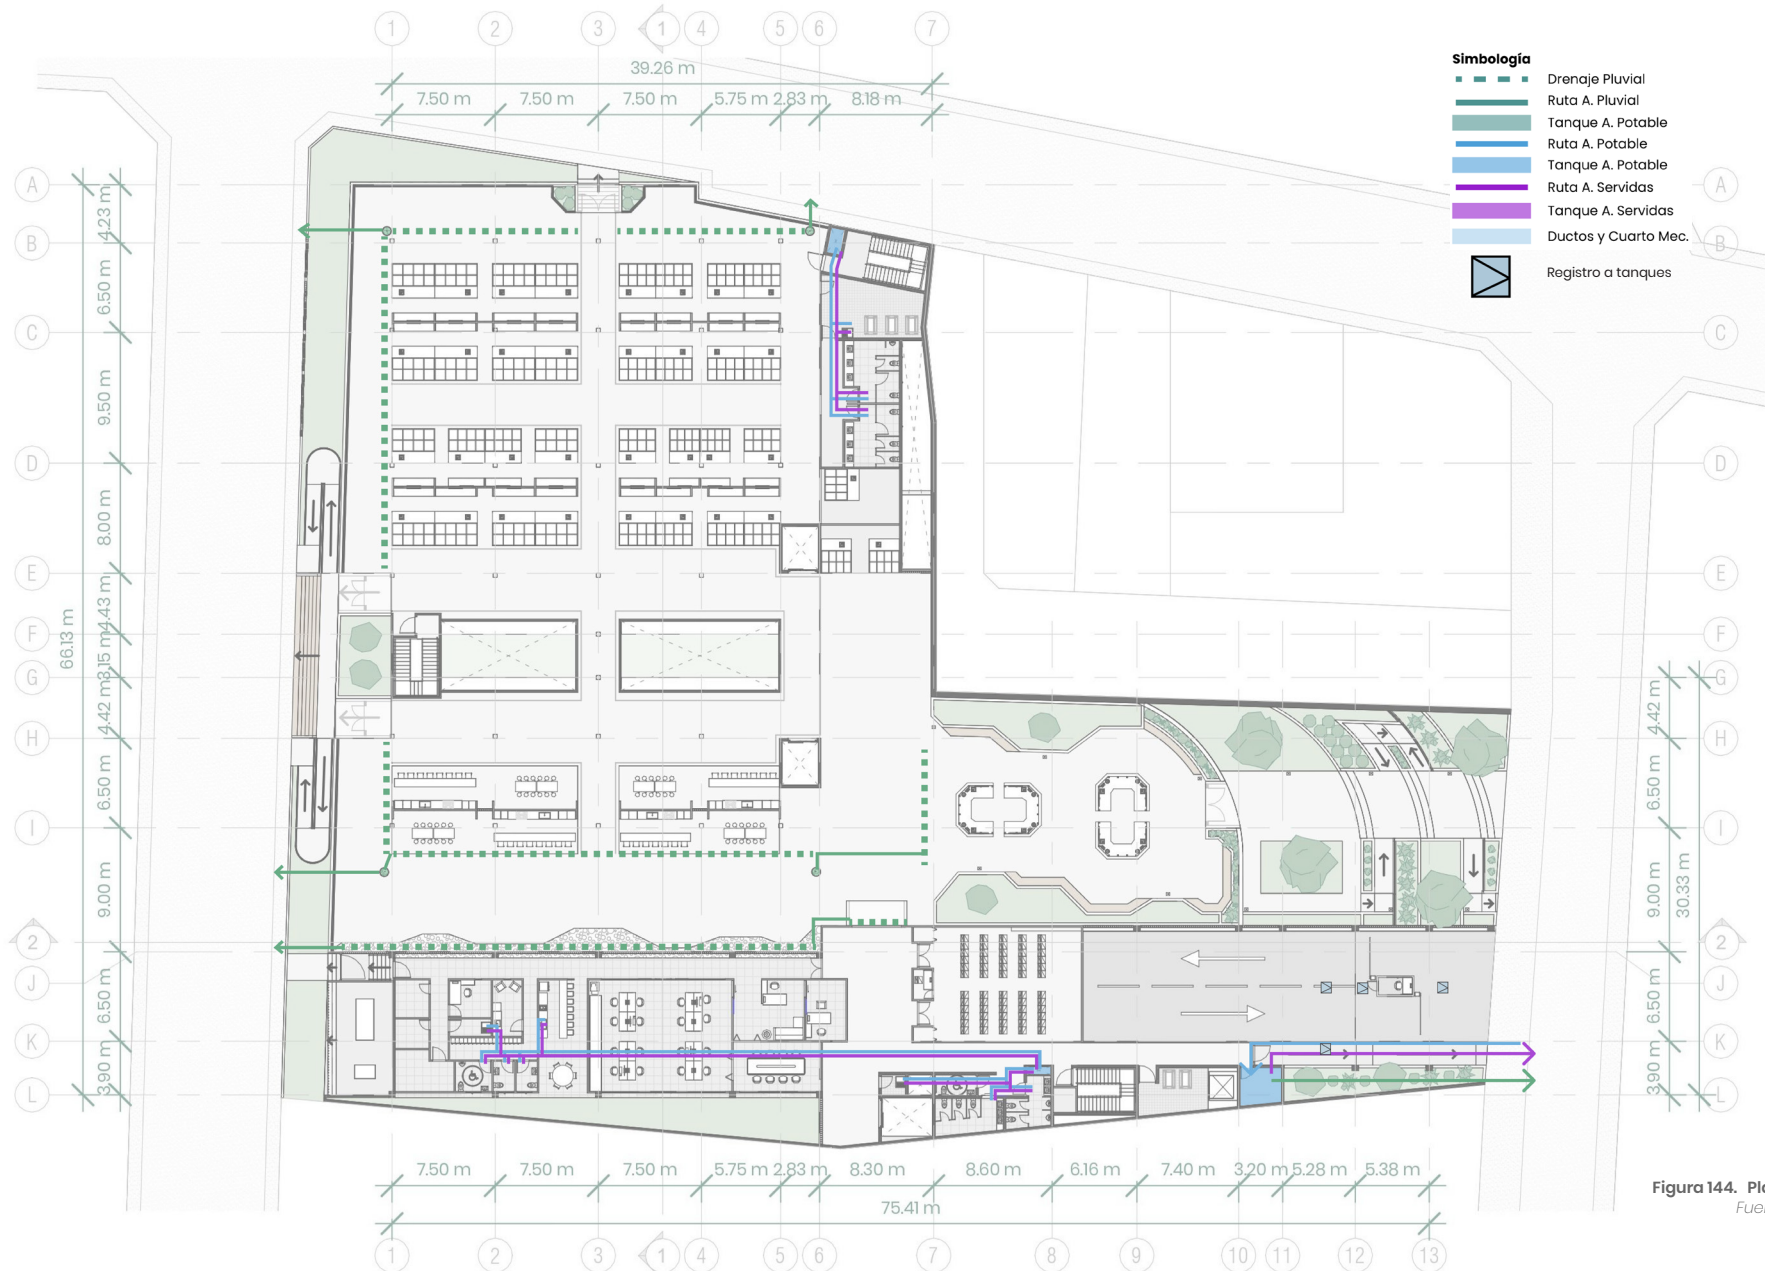 1 2 3 1 4 5 6 7
39.26 m
7.50 m 7.50 m 7.50 m 5.75 m 2.83 m 8.18 m
Simbología
Drenaje Pluvial
Ruta A. Pluvial
Tanque A. Potable
Ruta A. Potable
Tanque A. Potable
Ruta A. Servidas
Tanque A. Servidas
Ductos y Cuarto Mec.
Registro a tanques
A
B
C
D
E
F
G
H
I
2
J
K
L
66.13 m
4.23 m
6.50 m
9.50 m
8.00 m
4.43 m
3.15 m
4.42 m
6.50 m
9.00 m
6.50 m
3.90 m
A
B
C
D
E
F
G
H
I
2
J
K
L
4.42 m
6.50 m
9.00 m
30.33 m
6.50 m
3.90 m
7.50 m 7.50 m 7.50 m 5.75 m 2.83 m 8.30 m 8.60 m 6.16 m 7.40 m 3.20 m 5.28 m 5.38 m
75.41 m
1 2 3 1 4 5 6 7 8 9 10 11 12 13
Figura 144.